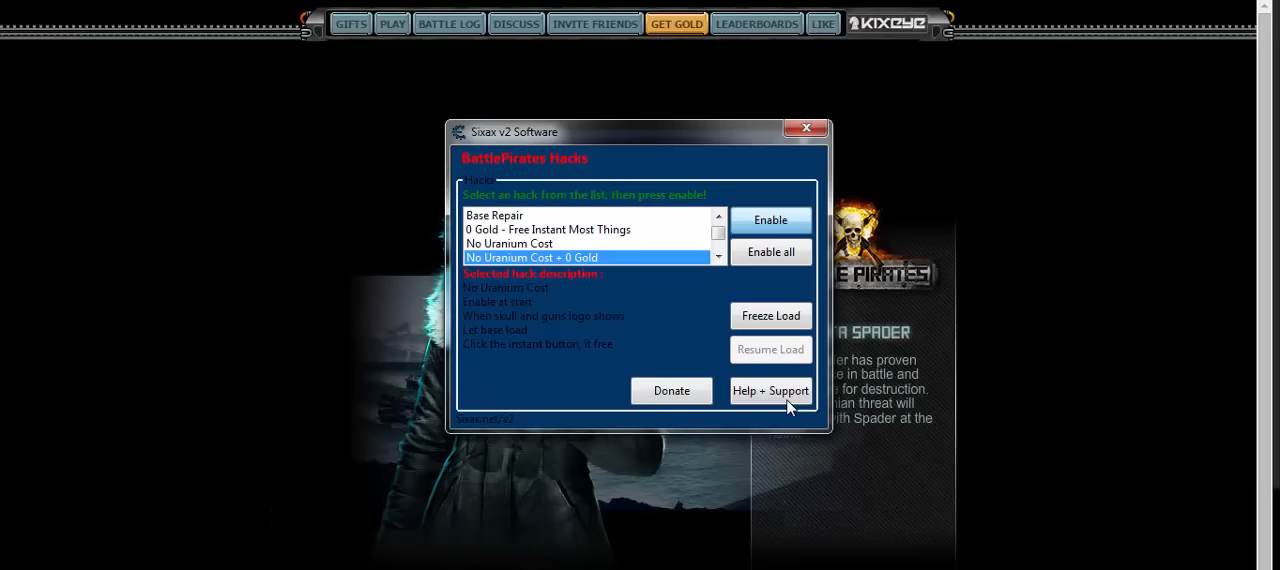 GIFTS PLAY BATTLE LOG DISCUSS INVITE FRIENDS GET GOLD LEADERBOARDS LIKE KIXEYE
Sixax v2 Software
BattlePirates Hacks
Hacks
Select an hack from the list, then press enable!
Base Repair
0 Gold - Free Instant Most Things
No Uranium Cost
No Uranium Cost + 0 Gold
Enable
Enable all
Selected hack description :
No Uranium Cost
Enable at start
When skull and guns logo shows
Let base load
Click the instant button, it free
Freeze Load
Resume Load
Donate
Help + Support
Sixax.net/v2
E PIRATES
TA SPADER
er has proven
e in battle and
e for destruction.
nian threat will
ith Spader at the